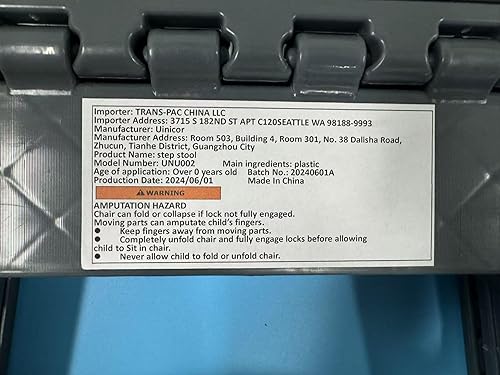 Importer: TRANS-PAC CHINA LLC
Importer Address: 3715 S 182ND ST APT C120SEATTLE WA 98188-9993
Manufacturer: Uinicor
Manufacturer Address: Room 503, Building 4, Room 301, No. 38 Dalisha Road,
Zhucun, Tianhe District, Guangzhou City
Product Name: step stool
Model Number: UNU002 Main ingredients: plastic
Age of application: Over 0 years old Batch No.: 20240601A
Production Date: 2024/06/01 Made In China
WARNING
AMPUTATION HAZARD
Chair can fold or collapse if lock not fully engaged.
Moving parts can amputate child's fingers.
● Keep fingers away from moving parts.
● Completely unfold chair and fully engage locks before allowing
child to Sit in chair.
● Never allow child to fold or unfold chair.